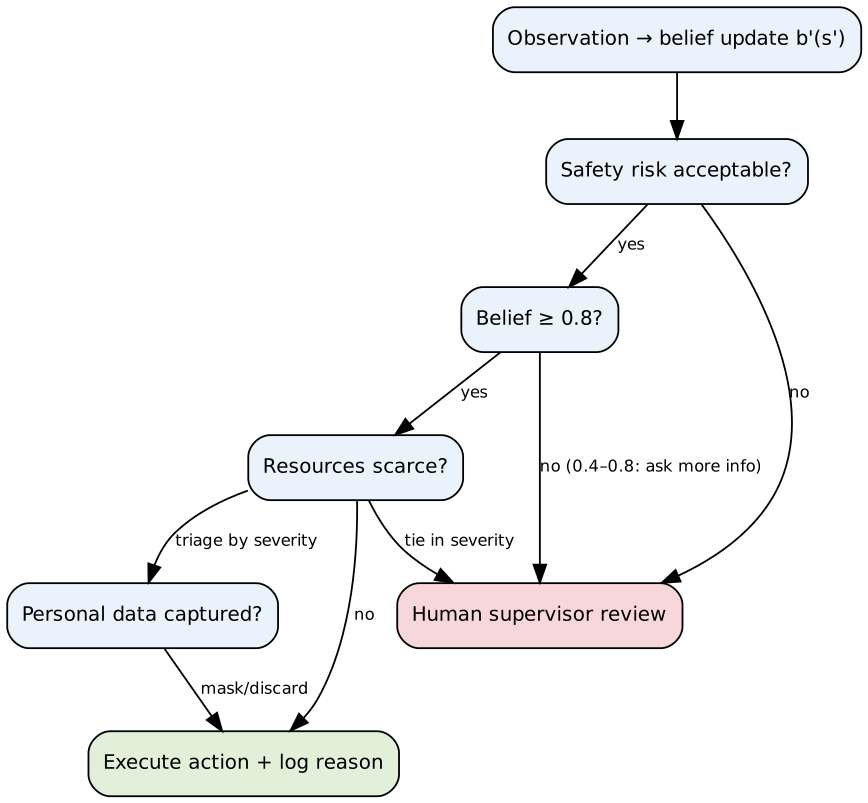 Observation → belief update b'(s')
Safety risk acceptable?
yes
Belief ≥ 0.8?
yes
no
no (0.4–0.8: ask more info)
Resources scarce?
triage by severity
tie in severity
Personal data captured?
no
Human supervisor review
mask/discard
Execute action + log reason